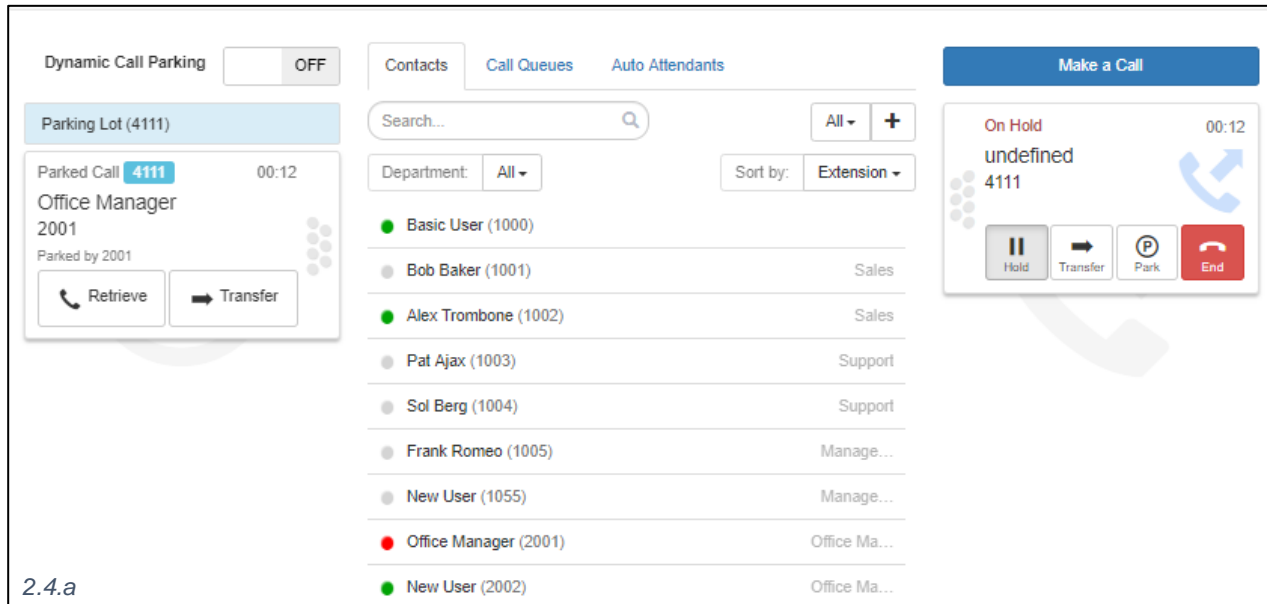 Dynamic Call Parking OFF
Parking Lot (4111)
Parked Call 4111 00:12
Office Manager
2001
Parked by 2001
Retrieve Transfer
Contacts Call Queues Auto Attendants
Search... All +
Department: All Sort by: Extension
Basic User (1000)
Bob Baker (1001) Sales
Alex Trombone (1002) Sales
Pat Ajax (1003) Support
Sol Berg (1004) Support
Frank Romeo (1005) Manage...
New User (1055) Manage...
Office Manager (2001) Office Ma...
New User (2002) Office Ma...
Make a Call
On Hold 00:12
undefined
4111
P
Hold Transfer Park End
2.4.a